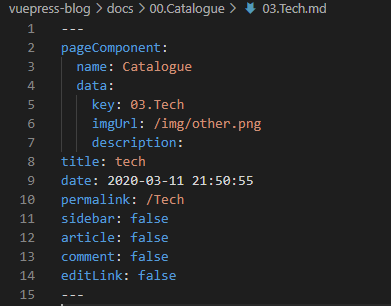 vuepress-blog > docs > 00.Catalogue > 03.Tech.md
1 ---
2 pageComponent:
3   name: Catalogue
4   data:
5     key: 03.Tech
6     imgUrl: /img/other.png
7     description:
8 title: tech
9 date: 2020-03-11 21:50:55
10 permalink: /Tech
11 sidebar: false
12 article: false
13 comment: false
14 editLink: false
15 ---